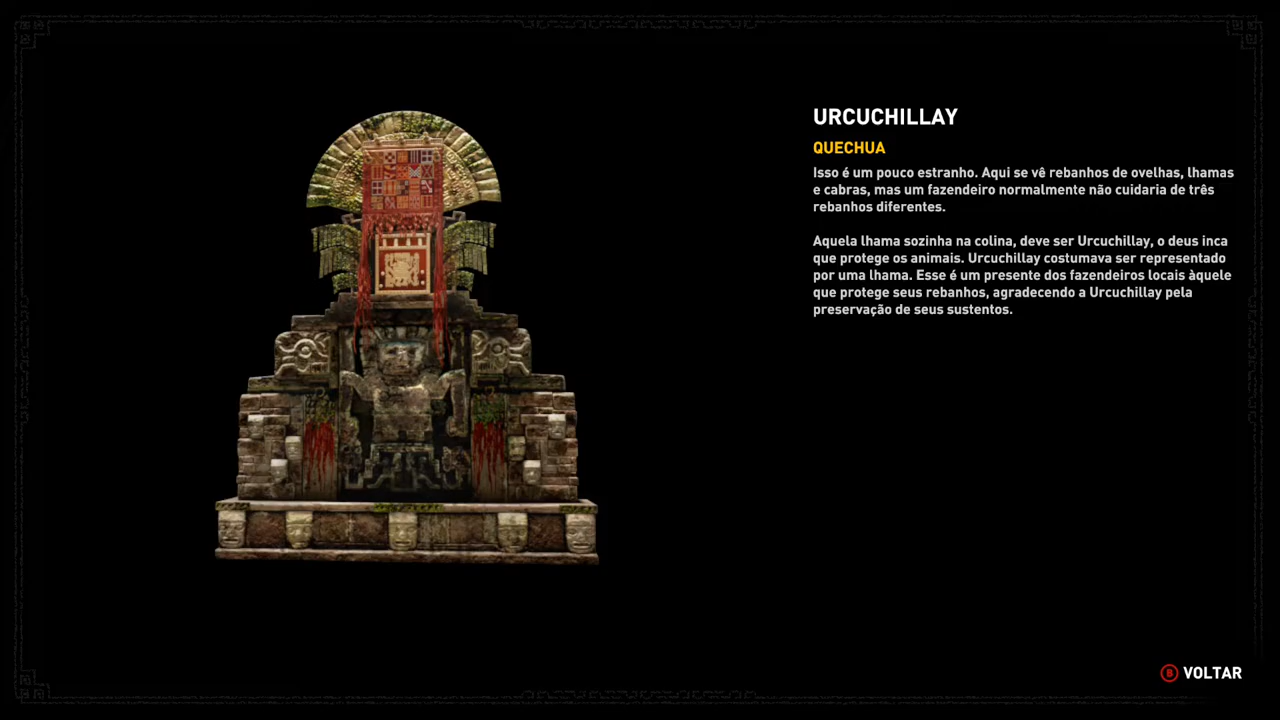 URCUCHILLAY
QUECHUA
Isso é um pouco estranho. Aqui se vê rebanhos de ovelhas, lhamas
e cabras, mas um fazendeiro normalmente não cuidaria de três
rebanhos diferentes.
Aquela lhama sozinha na colina, deve ser Urcuchillay, o deus inca
que protege os animais. Urcuchillay costumava ser representado
por uma lhama. Esse é um presente dos fazendeiros locais àquele
que protege seus rebanhos, agradecendo a Urcuchillay pela
preservação de seus sustentos.
B VOLTAR